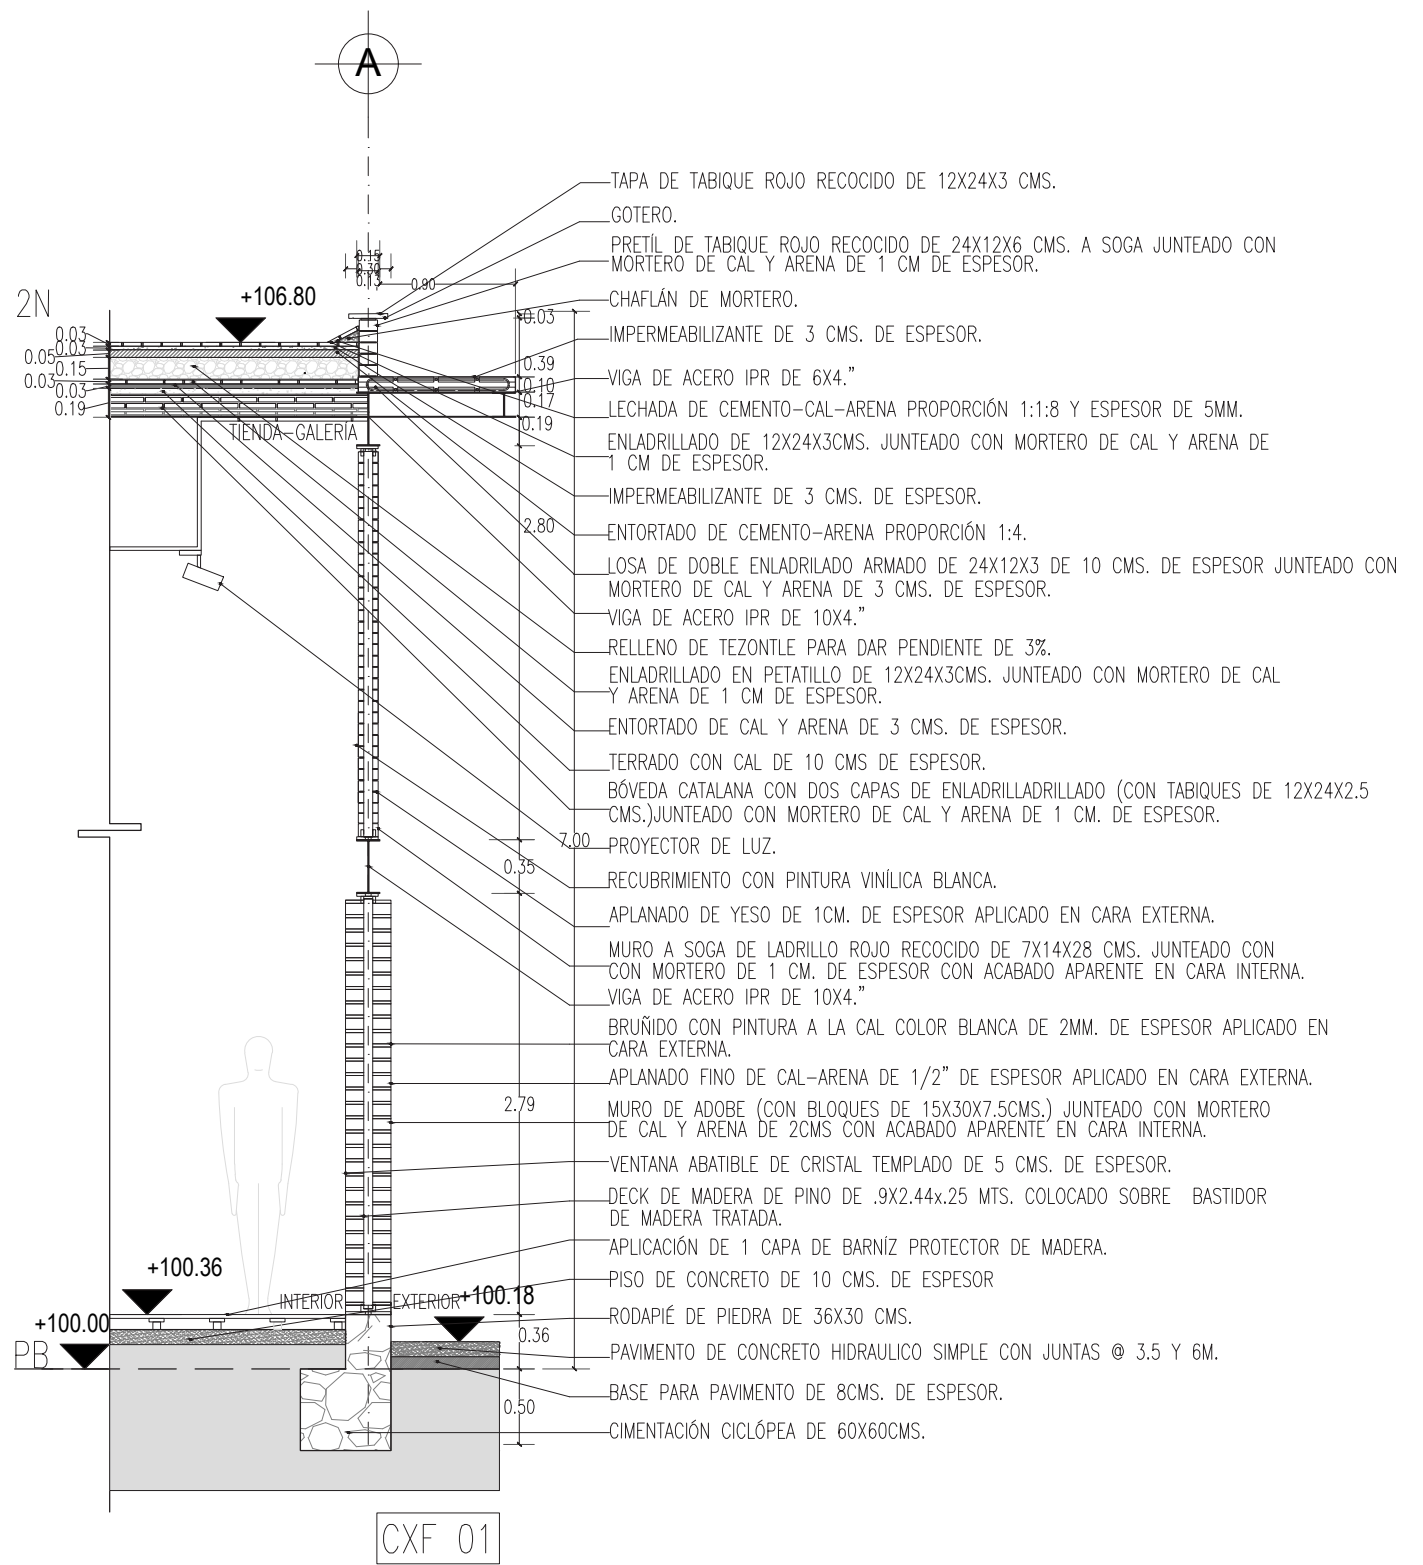 A
TAPA DE TABIQUE ROJO RECOCIDO DE 12X24X3 CMS.
GOTERO.
PRETÍL DE TABIQUE ROJO RECOCIDO DE 24X12X6 CMS. A SOGA JUNTEADO CON
MORTERO DE CAL Y ARENA DE 1 CM DE ESPESOR.
CHAFLÁN DE MORTERO.
IMPERMEABILIZANTE DE 3 CMS. DE ESPESOR.
VIGA DE ACERO IPR DE 6X4.”
LECHADA DE CEMENTO-CAL-ARENA PROPORCIÓN 1:1:8 Y ESPESOR DE 5MM.
ENLADRILLADO DE 12X24X3CMS. JUNTEADO CON MORTERO DE CAL Y ARENA DE
1 CM DE ESPESOR.
IMPERMEABILIZANTE DE 3 CMS. DE ESPESOR.
ENTORTADO DE CEMENTO-ARENA PROPORCIÓN 1:4.
LOSA DE DOBLE ENLADRILADO ARMADO DE 24X12X3 DE 10 CMS. DE ESPESOR JUNTEADO CON
MORTERO DE CAL Y ARENA DE 3 CMS. DE ESPESOR.
VIGA DE ACERO IPR DE 10X4.”
RELLENO DE TEZONTLE PARA DAR PENDIENTE DE 3%.
ENLADRILLADO EN PETATILLO DE 12X24X3CMS. JUNTEADO CON MORTERO DE CAL
Y ARENA DE 1 CM DE ESPESOR.
ENTORTADO DE CAL Y ARENA DE 3 CMS. DE ESPESOR.
TERRADO CON CAL DE 10 CMS DE ESPESOR.
BÓVEDA CATALANA CON DOS CAPAS DE ENLADRILLADRILLADO (CON TABIQUES DE 12X24X2.5
CMS.)JUNTEADO CON MORTERO DE CAL Y ARENA DE 1 CM. DE ESPESOR.
PROYECTOR DE LUZ.
RECUBRIMIENTO CON PINTURA VINÍLICA BLANCA.
APLANADO DE YESO DE 1CM. DE ESPESOR APLICADO EN CARA EXTERNA.
MURO A SOGA DE LADRILLO ROJO RECOCIDO DE 7X14X28 CMS. JUNTEADO CON
CON MORTERO DE 1 CM. DE ESPESOR CON ACABADO APARENTE EN CARA INTERNA.
VIGA DE ACERO IPR DE 10X4.”
BRUÑIDO CON PINTURA A LA CAL COLOR BLANCA DE 2MM. DE ESPESOR APLICADO EN
CARA EXTERNA.
APLANADO FINO DE CAL-ARENA DE 1/2” DE ESPESOR APLICADO EN CARA EXTERNA.
MURO DE ADOBE (CON BLOQUES DE 15X30X7.5CMS.) JUNTEADO CON MORTERO
DE CAL Y ARENA DE 2CMS CON ACABADO APARENTE EN CARA INTERNA.
VENTANA ABATIBLE DE CRISTAL TEMPLADO DE 5 CMS. DE ESPESOR.
DECK DE MADERA DE PINO DE .9X2.44x.25 MTS. COLOCADO SOBRE BASTIDOR
DE MADERA TRATADA.
APLICACIÓN DE 1 CAPA DE BARNÍZ PROTECTOR DE MADERA.
PISO DE CONCRETO DE 10 CMS. DE ESPESOR
RODAPIÉ DE PIEDRA DE 36X30 CMS.
PAVIMENTO DE CONCRETO HIDRAULICO SIMPLE CON JUNTAS @ 3.5 Y 6M.
BASE PARA PAVIMENTO DE 8CMS. DE ESPESOR.
CIMENTACIÓN CICLÓPEA DE 60X60CMS.
0.15
0.30
0.13
0.90
2N
+106.80
0.03
0.03
0.05
0.15
0.03
0.03
0.19
0.03
0.39
0.10
0.17
0.19
TIENDA-GALERÍA
2.80
7.00
0.35
2.79
+100.36
INTERIOR
EXTERIOR
+100.18
+100.00
PB
0.36
0.50
CXF 01